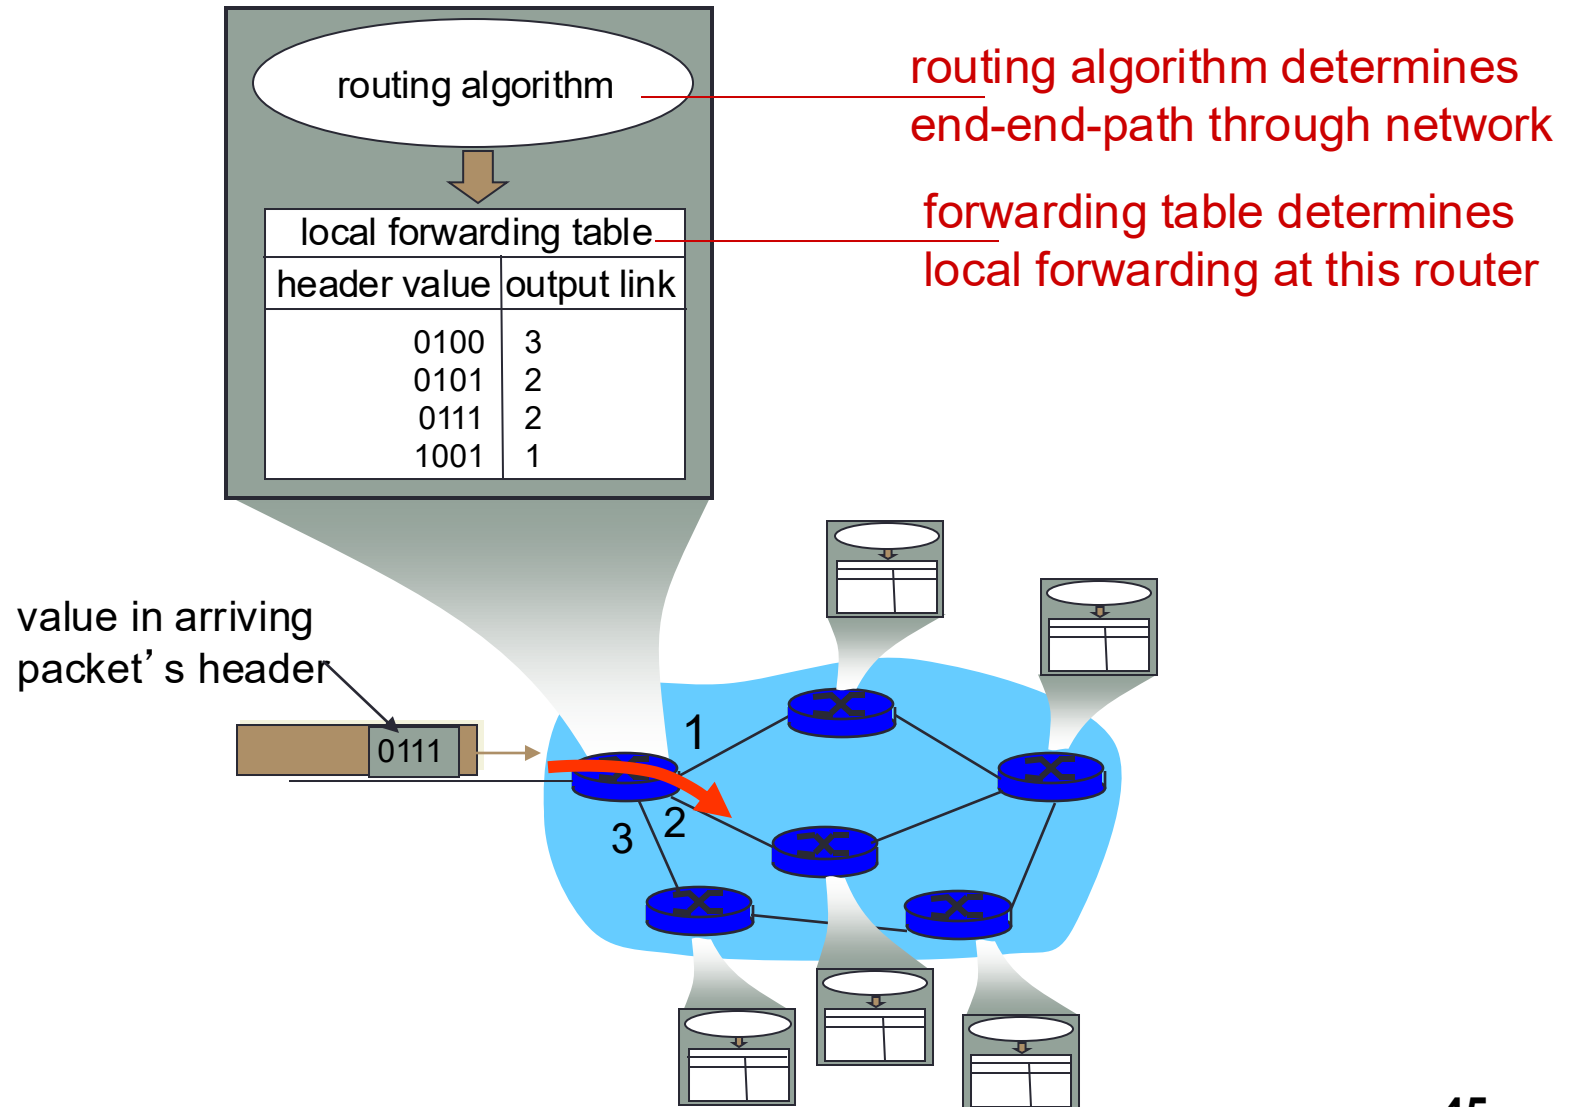 routing algorithm
routing algorithm determines
end-end-path through network
local forwarding table
forwarding table determines
local forwarding at this router
header value output link
0100 3
0101 2
0111 2
1001 1
value in arriving
packet’s header
0111
1
2
3